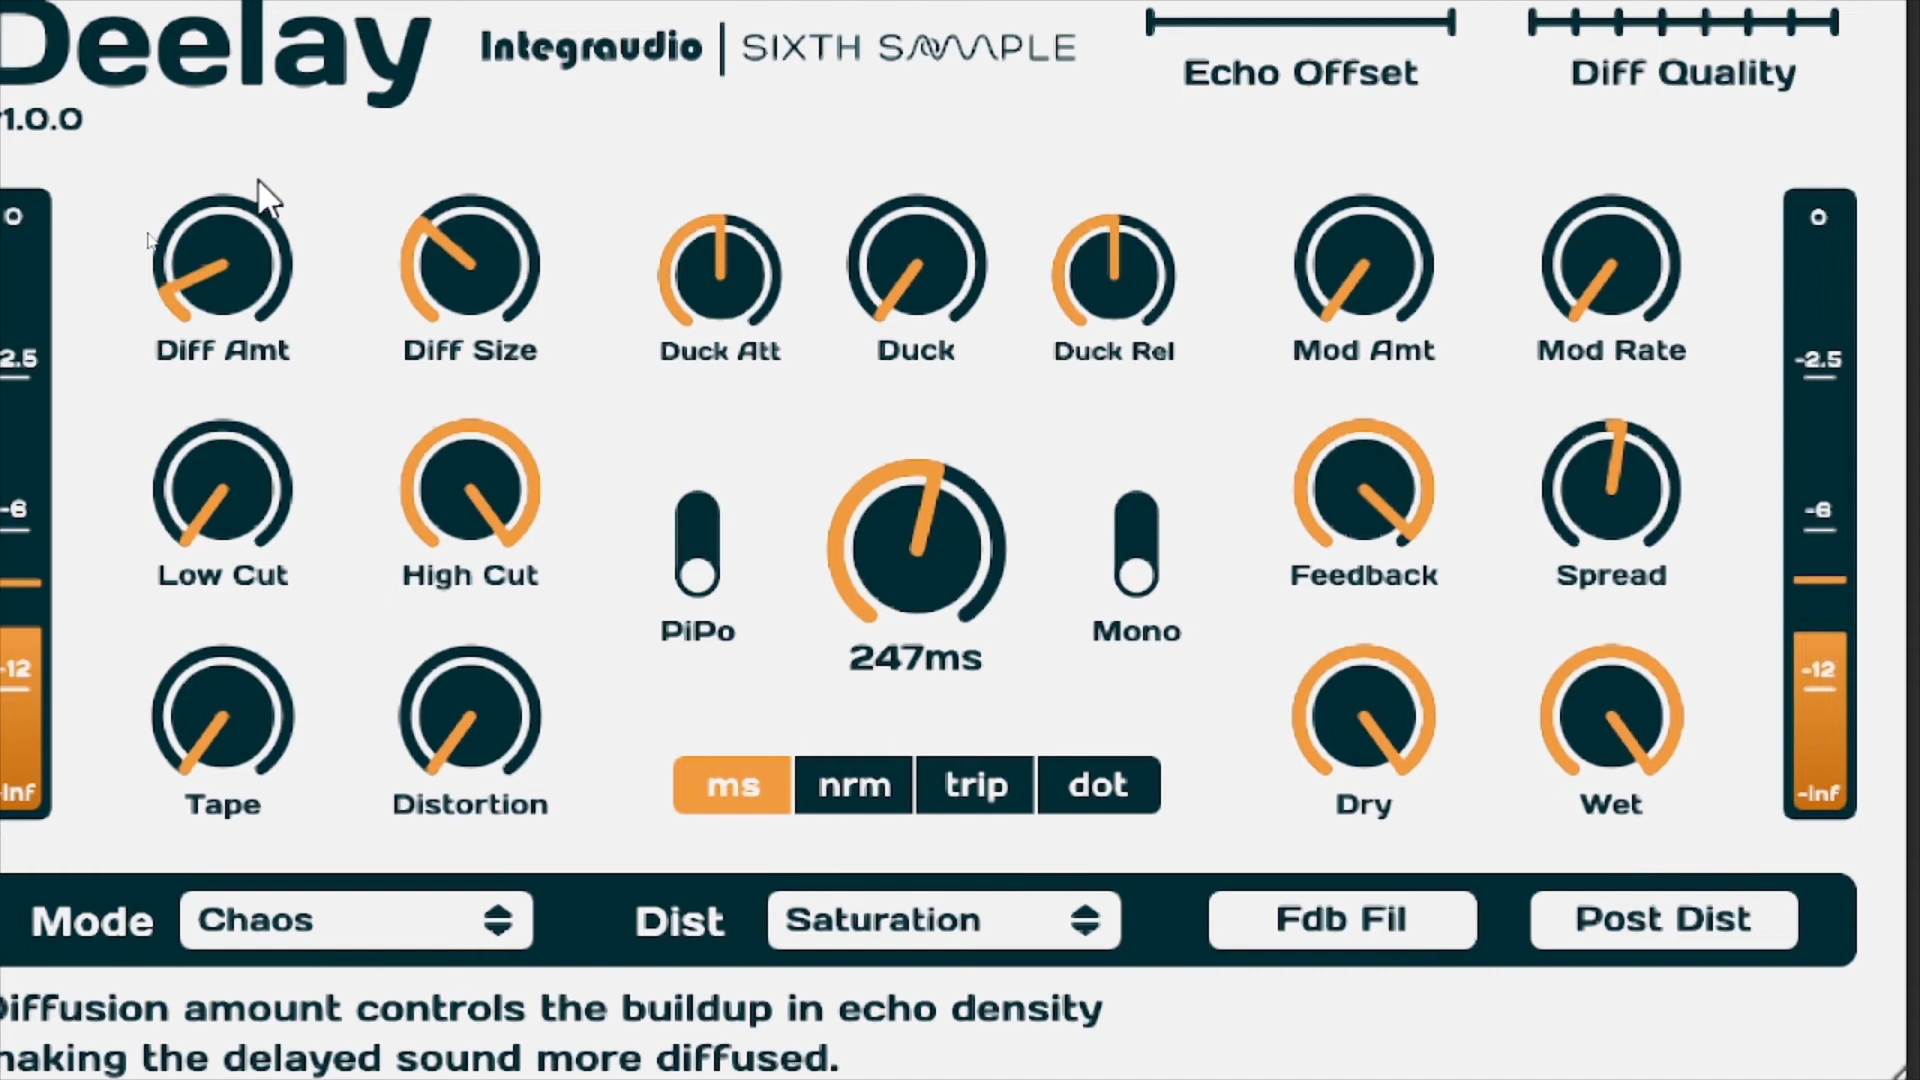 Deelay
Integraudio | SIXTH SAMPLE
v1.0.0
Echo Offset
Diff Quality
0
2.5
-6
-12
-Inf
Diff Amt
Diff Size
Duck Att
Duck
Duck Rel
Mod Amt
Mod Rate
Low Cut
High Cut
PiPo
247ms
Mono
Feedback
Spread
Tape
Distortion
ms
nrm
trip
dot
Dry
Wet
0
-2.5
-6
-12
-Inf
Mode
Chaos
Dist
Saturation
Fdb Fil
Post Dist
Diffusion amount controls the buildup in echo density
making the delayed sound more diffused.